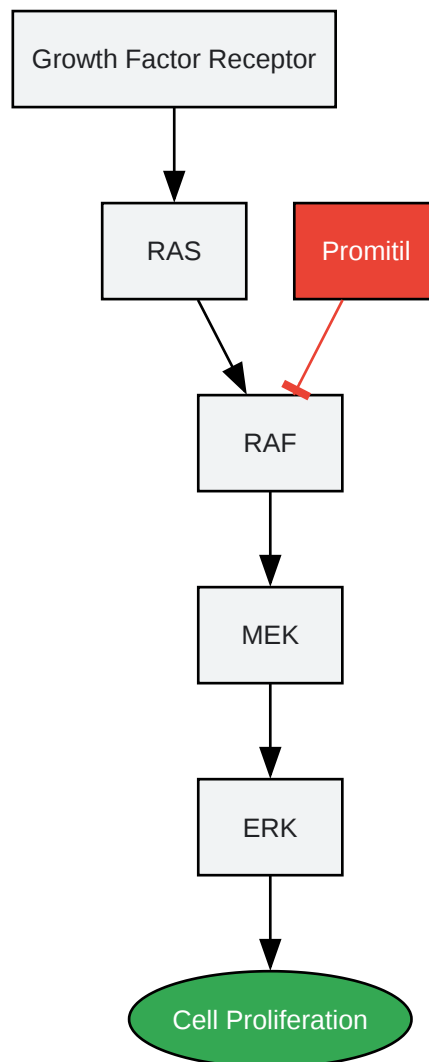 Growth Factor Receptor
RAS
Promitil
RAF
MEK
ERK
Cell Proliferation